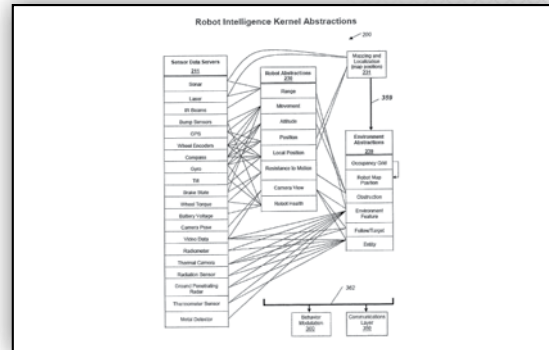 Robot Intelligence Kernel Abstractions
200
Sensor Data Servers
Sonar
Laser
IR Beams
Bump Sensors
GPS
Wheel Encoders
Compass
Gyro
Tilt
Brake State
Wheel Torque
Battery Voltage
Camera Pose
Video Data
Radiometer
Thermal Camera
Radiation Sensor
Ground Penetrating
Radar
Thermometer Sensor
Metal Detector
Robot Abstractions
Range
Movement
Attitude
Position
Local Position
Resistance to Motion
Camera View
Robot Health
Mapping and
Localization
(map position)
231
359
Environment
Abstractions
Occupancy Grid
Robot Map
Position
Obstruction
Environment
Feature
Follow/Target
Entity
362
Behavior
Modulation
Communications
Layer